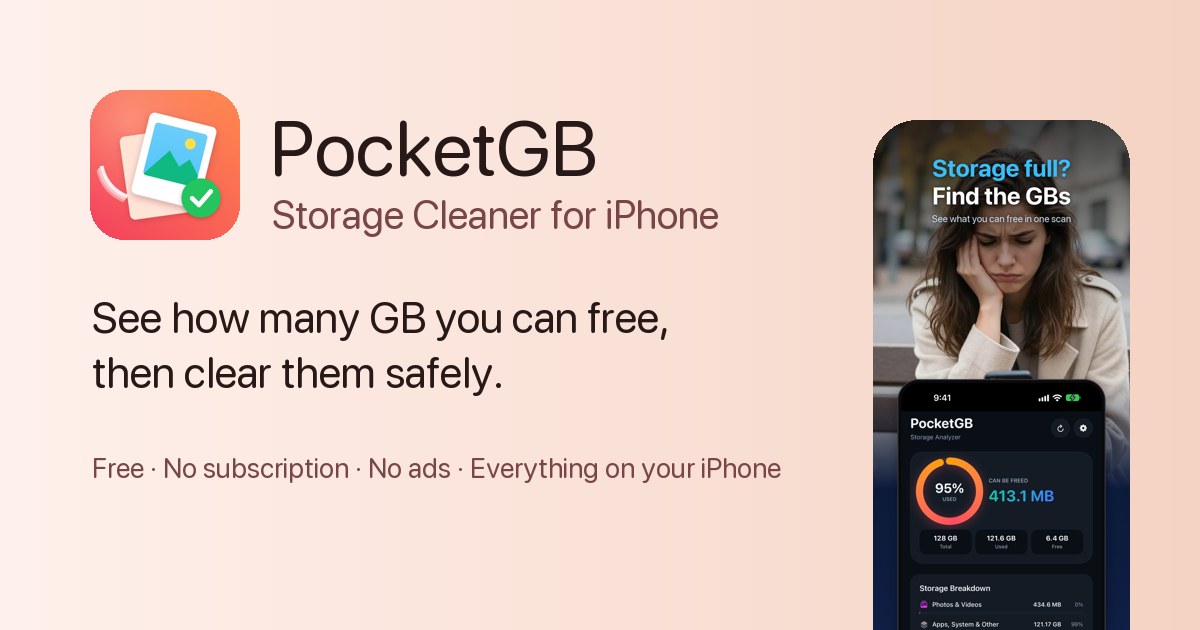 PocketGB
Storage Cleaner for iPhone
See how many GB you can free,
then clear them safely.
Free · No subscription · No ads · Everything on your iPhone
Storage full?
Find the GBs
See what you can free in one scan
9:41
PocketGB
Storage Analyzer
95%
USED
CAN BE FREED
413.1 MB
128 GB
Total
121.6 GB
Used
6.4 GB
Free
Storage Breakdown
Photos & Videos 434.6 MB 0%
Apps, System & Other 121.17 GB 99%